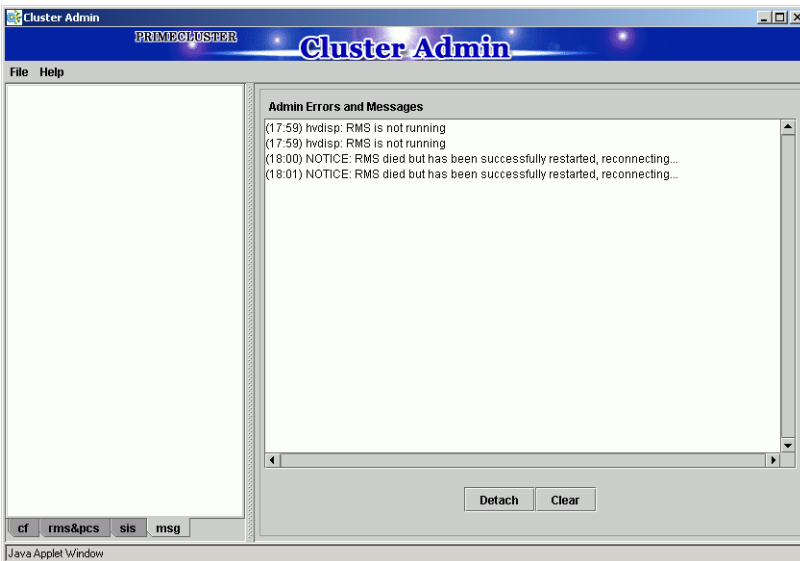 Cluster Admin
PRIMECLUSTER
Cluster Admin
File Help
Admin Errors and Messages
(17:59) hvdisp: RMS is not running
(17:59) hvdisp: RMS is not running
(18:00) NOTICE: RMS died but has been successfully restarted, reconnecting...
(18:01) NOTICE: RMS died but has been successfully restarted, reconnecting...
Detach Clear
cf rms&pcs sis msg
Java Applet Window